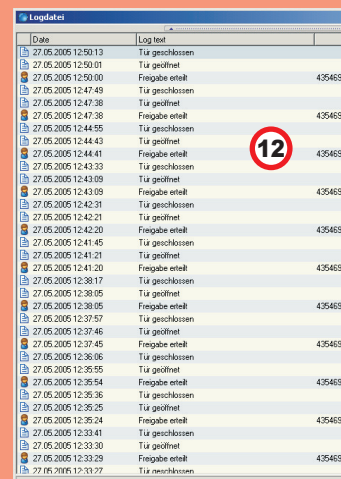 Logdatei
Date Log text
27.05.2005 12:50:13 Tür geschlossen
27.05.2005 12:50:01 Tür geöffnet
27.05.2005 12:50:00 Freigabe erteilt 435469
27.05.2005 12:47:49 Tür geschlossen
27.05.2005 12:47:38 Tür geöffnet
27.05.2005 12:47:38 Freigabe erteilt 435469
27.05.2005 12:44:55 Tür geschlossen
27.05.2005 12:44:43 Tür geöffnet
27.05.2005 12:44:41 Freigabe erteilt 435469
12
27.05.2005 12:43:33 Tür geschlossen
27.05.2005 12:43:09 Tür geöffnet
27.05.2005 12:43:09 Freigabe erteilt 435469
27.05.2005 12:42:31 Tür geschlossen
27.05.2005 12:42:21 Tür geöffnet
27.05.2005 12:42:20 Freigabe erteilt 435469
27.05.2005 12:41:45 Tür geschlossen
27.05.2005 12:41:21 Tür geöffnet
27.05.2005 12:41:20 Freigabe erteilt 435469
27.05.2005 12:38:17 Tür geschlossen
27.05.2005 12:38:05 Tür geöffnet
27.05.2005 12:38:05 Freigabe erteilt 435469
27.05.2005 12:37:57 Tür geschlossen
27.05.2005 12:37:46 Tür geöffnet
27.05.2005 12:37:45 Freigabe erteilt 435469
27.05.2005 12:36:06 Tür geschlossen
27.05.2005 12:35:55 Tür geöffnet
27.05.2005 12:35:54 Freigabe erteilt 435469
27.05.2005 12:35:36 Tür geschlossen
27.05.2005 12:35:25 Tür geöffnet
27.05.2005 12:35:24 Freigabe erteilt 435469
27.05.2005 12:33:41 Tür geschlossen
27.05.2005 12:33:30 Tür geöffnet
27.05.2005 12:33:29 Freigabe erteilt 435469
27.05.2005 12:33:27 Tür geschlossen